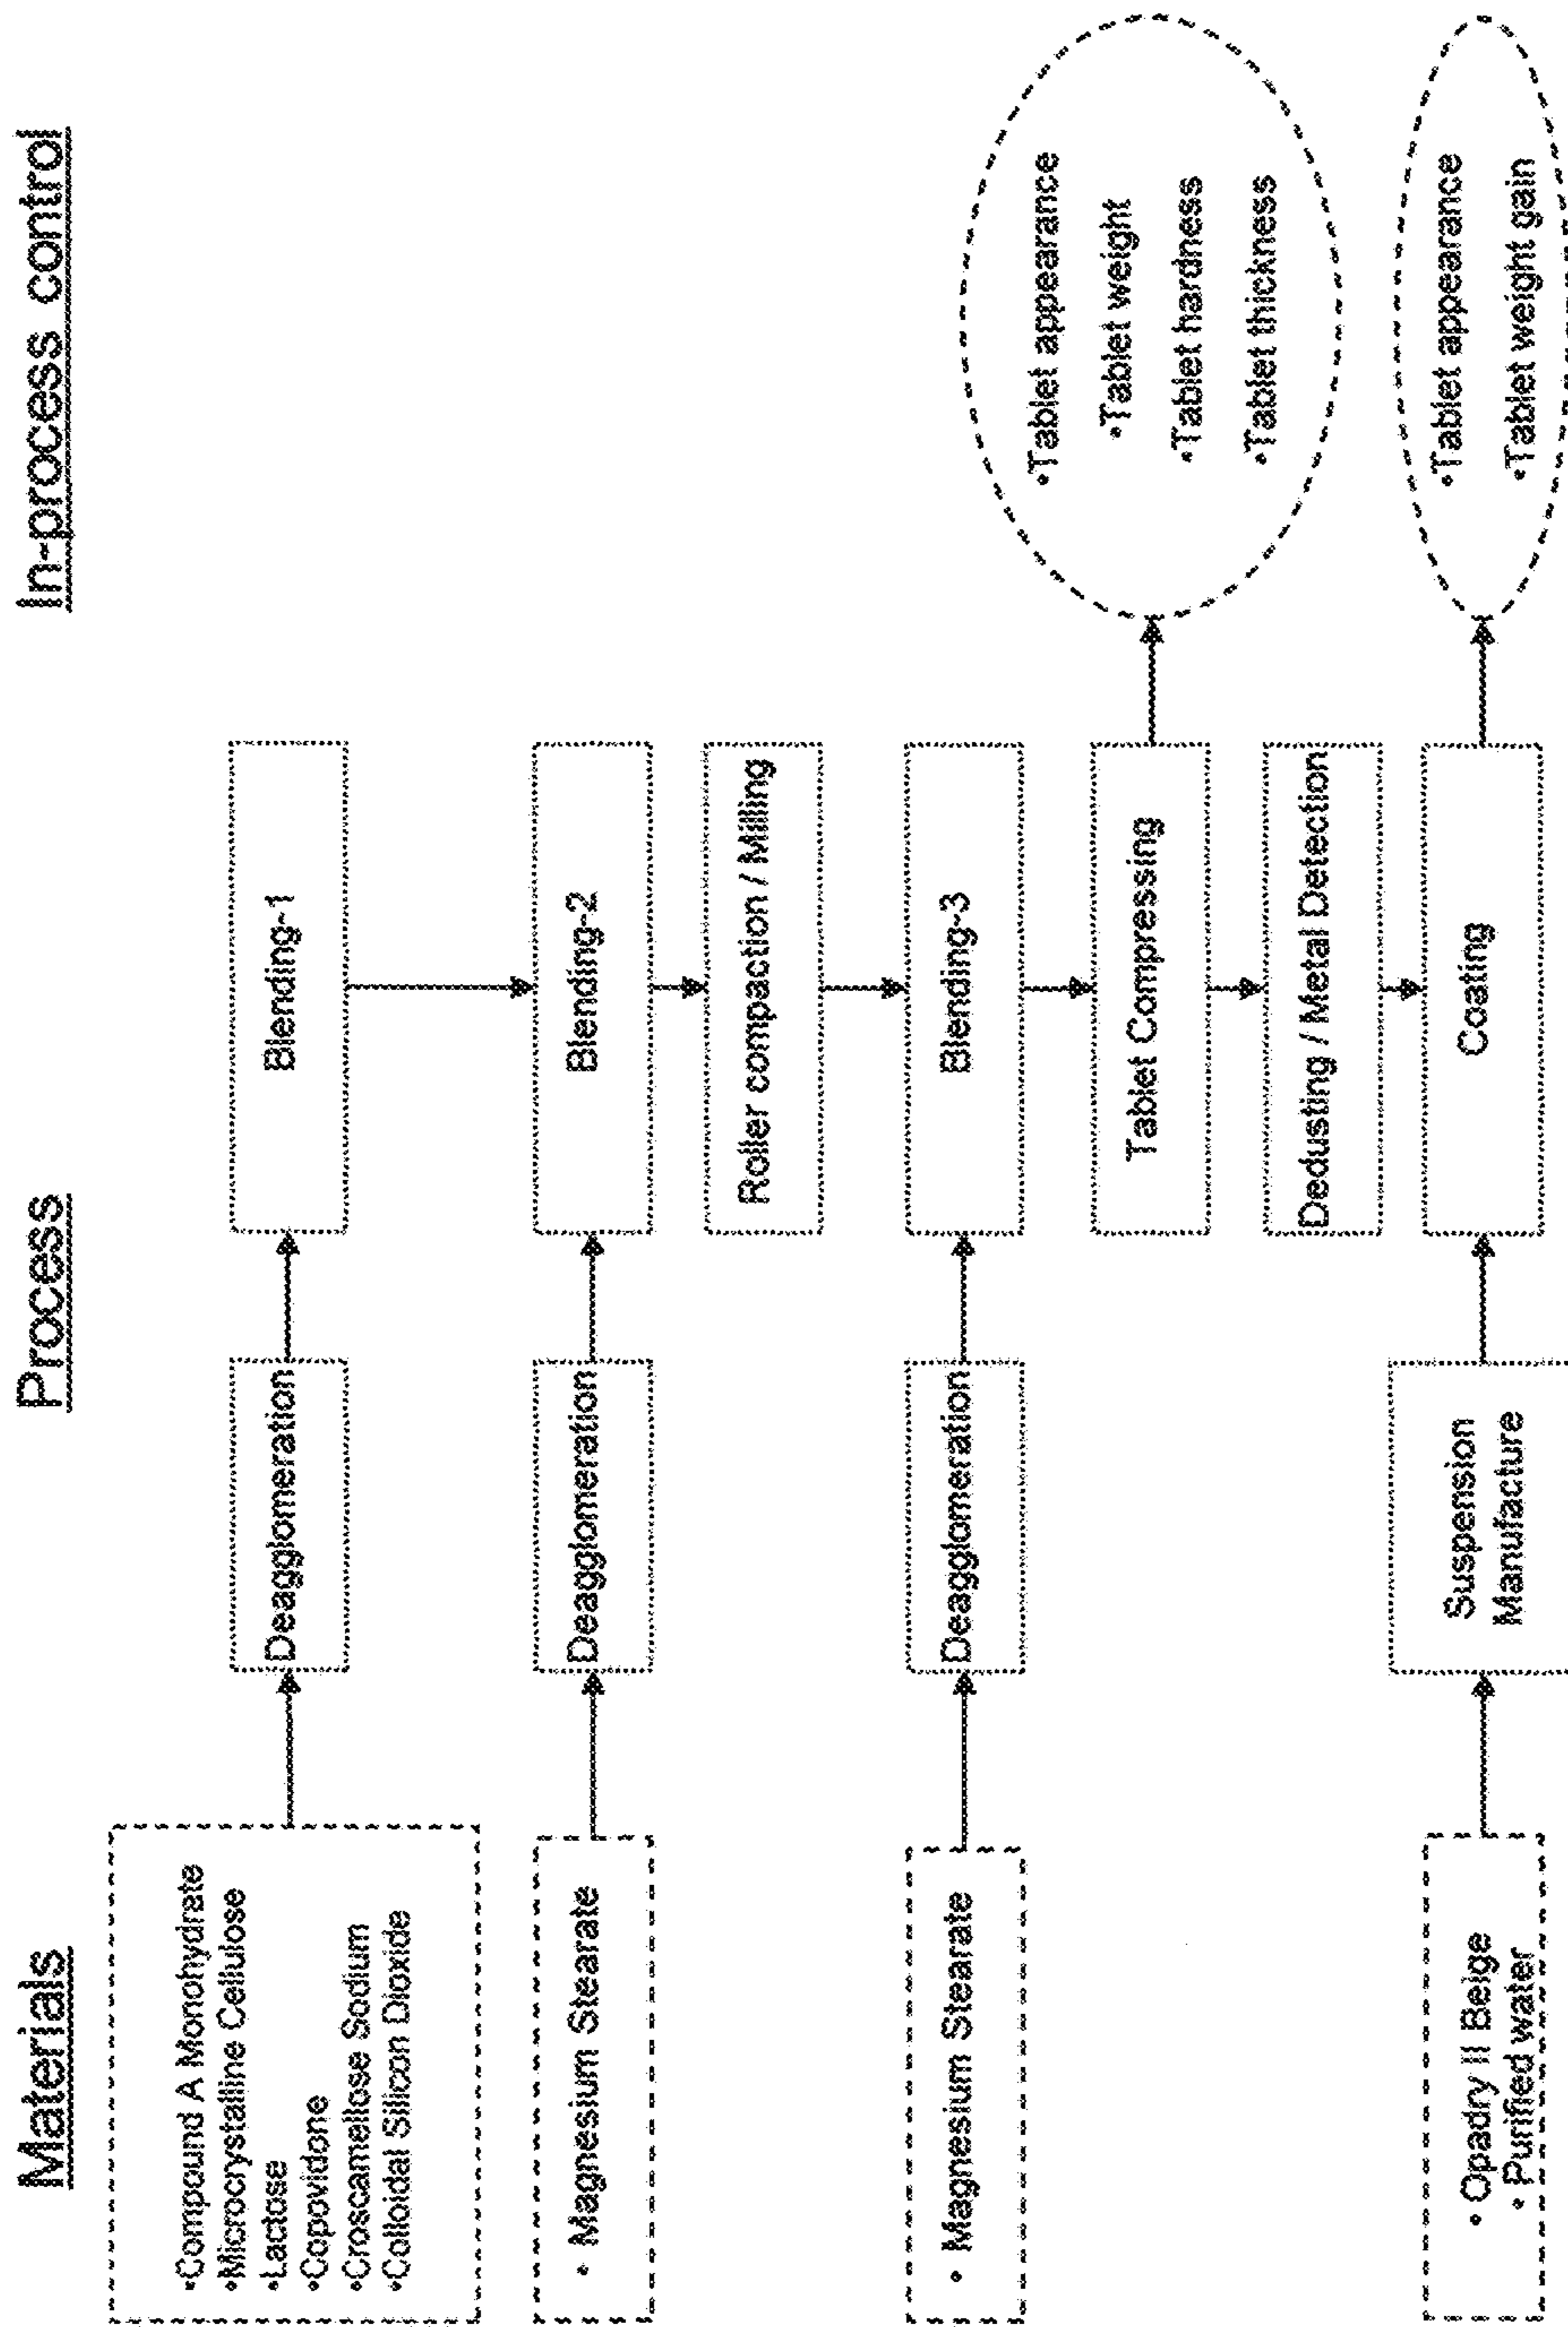 Materials
Process
In-process control
•Compound A Monohydrate
•Microcrystalline Cellulose
•Lactose
•Copovidone
•Croscarmellose Sodium
•Colloidal Silicon Dioxide
Deagglomeration
Blending-1
• Magnesium Stearate
Deagglomeration
Blending-2
Roller compaction / Milling
• Magnesium Stearate
Deagglomeration
Blending-3
Tablet Compressing
•Tablet appearance
•Tablet weight
•Tablet hardness
•Tablet thickness
Dedusting / Metal Detection
• Opadry II Beige
• Purified water
Suspension
Manufacture
Coating
•Tablet appearance
•Tablet weight gain